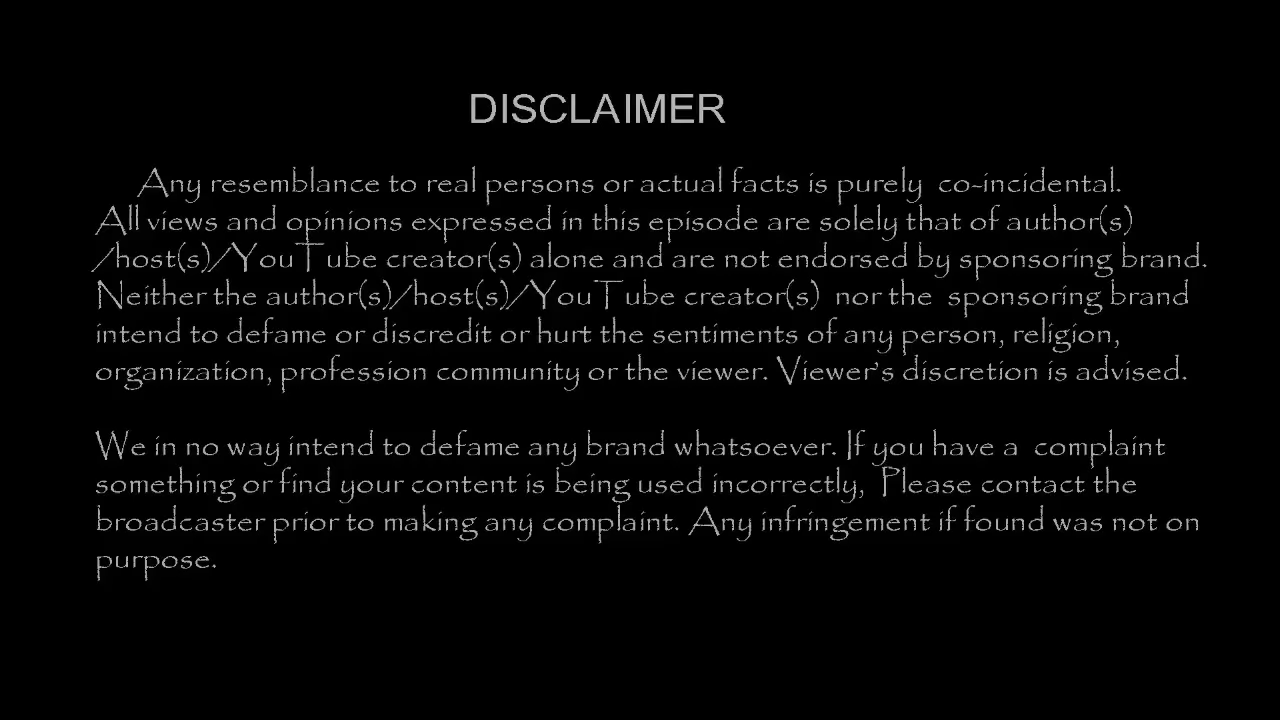 DISCLAIMER
Any resemblance to real persons or actual facts is purely co-incidental.
All views and opinions expressed in this episode are solely that of author(s)
/host(s)/YouTube creator(s) alone and are not endorsed by sponsoring brand.
Neither the author(s)/host(s)/YouTube creator(s) nor the sponsoring brand
intend to defame or discredit or hurt the sentiments of any person, religion,
organization, profession community or the viewer. Viewer's discretion is advised.
We in no way intend to defame any brand whatsoever. If you have a complaint
something or find your content is being used incorrectly, Please contact the
broadcaster prior to making any complaint. Any infringement if found was not on
purpose.